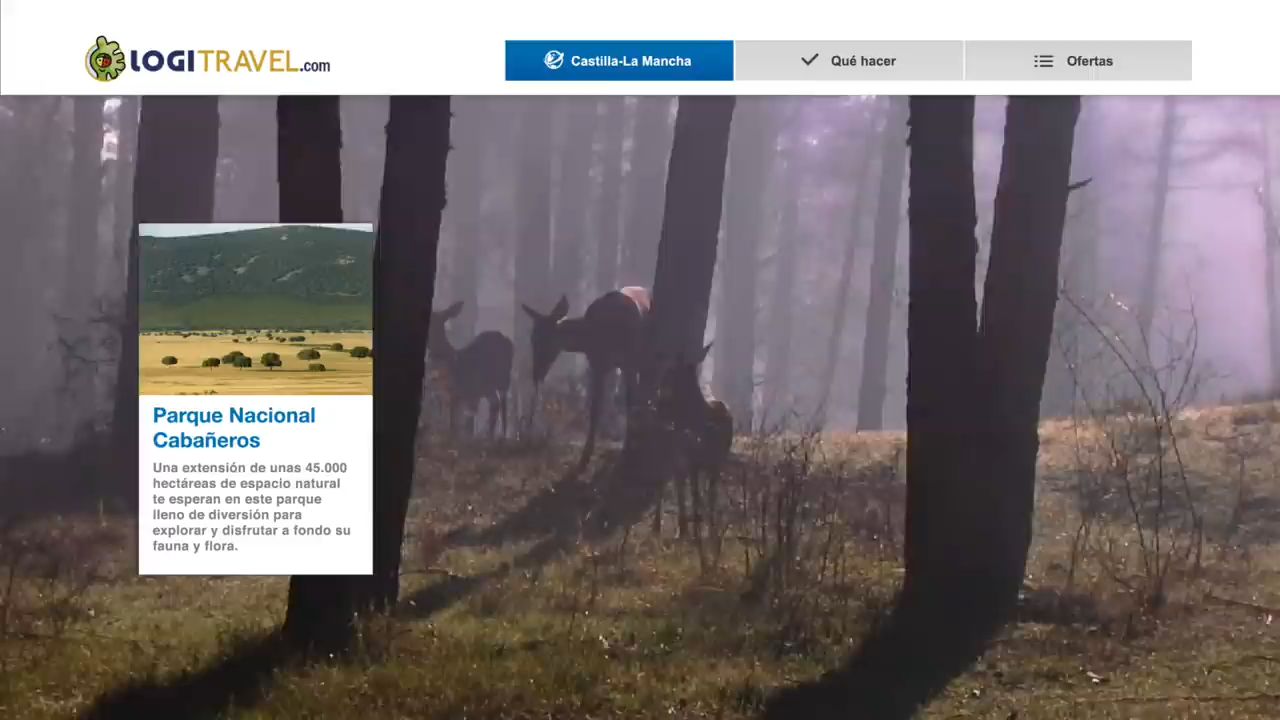 LOGITRAVEL.com
Castilla-La Mancha
Qué hacer
Ofertas
Parque Nacional
Cabañeros
Una extensión de unas 45.000
hectáreas de espacio natural
te esperan en este parque
lleno de diversión para
explorar y disfrutar a fondo su
fauna y flora.